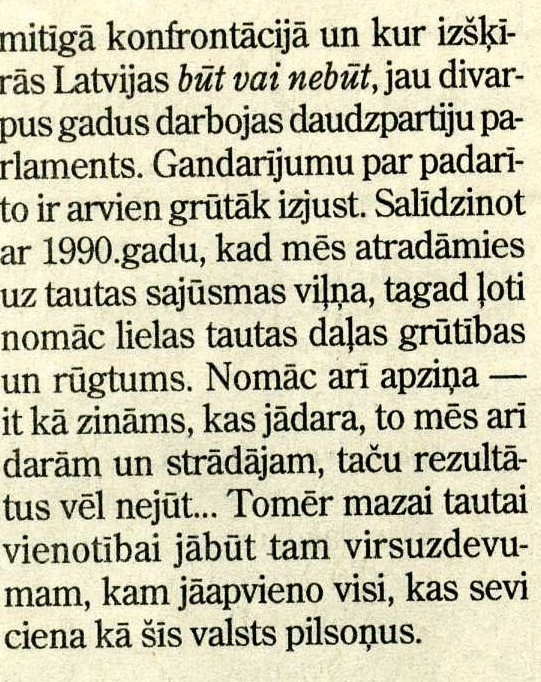 mitīgā konfrontācijā un kur izšķi-
rās Latvijas būt vai nebūt, jau divar-
pus gadus darbojas daudzpartiju pa-
rlaments. Gandarījumu par padarī-
to ir arvien grūtāk izjust. Salīdzinot
ar 1990.gadu, kad mēs atradāmies
uz tautas sajūsmas viļņa, tagad ļoti
nomāc lielas tautas daļas grūtības
un rūgtums. Nomāc arī apziņa —
it kā zināms, kas jādara, to mēs arī
darām un strādājam, taču rezultā-
tus vēl nejūt... Tomēr mazai tautai
vienotībai jābūt tam virsuzdevu-
mam, kam jāapvieno visi, kas sevi
ciena kā šīs valsts pilsoņus.